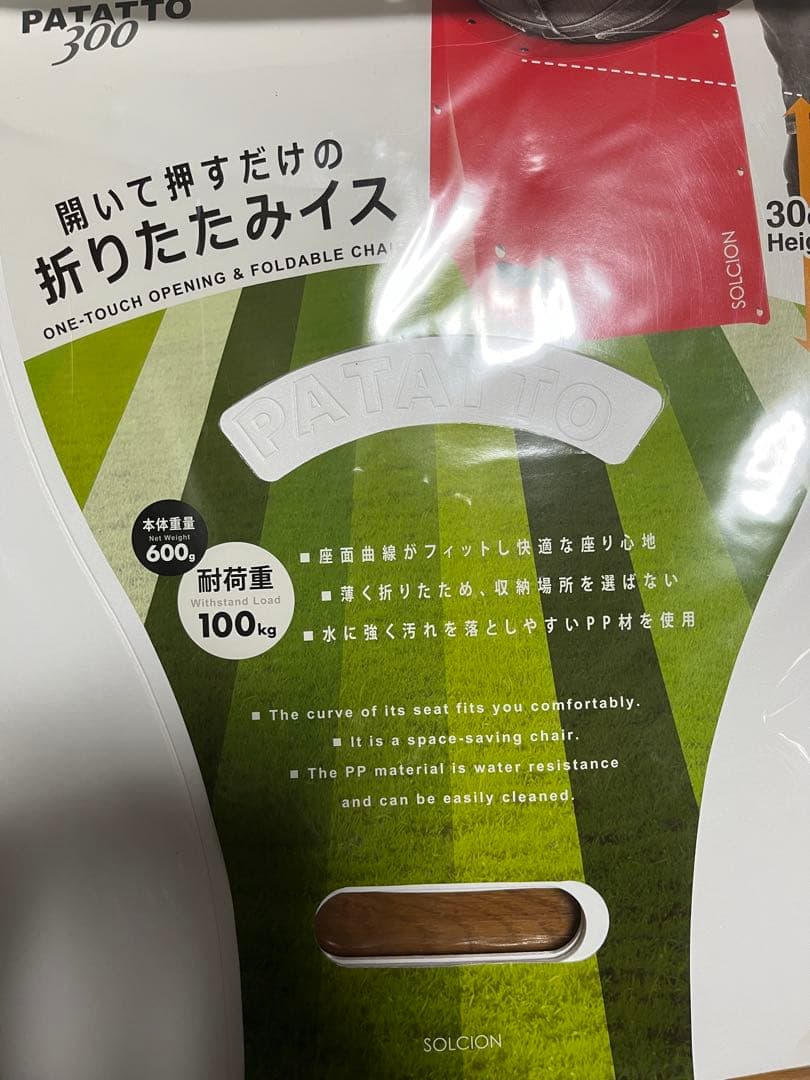 PATATTO
300
開いて押すだけの
折りたたみイス
ONE-TOUCH OPENING & FOLDABLE CHAI
SOLCION
30
Heig
PATATTO
本体重量
Net Weight
600g
耐荷重
Withstand Load
100kg
■ 座面曲線がフィットし快適な座り心地
■ 薄く折りたため、収納場所を選ばない
■ 水に強く汚れを落としやすいPP材を使用
■ The curve of its seat fits you comfortably.
■ It is a space-saving chair.
■ The PP material is water resistance
and can be easily cleaned.
SOLCION